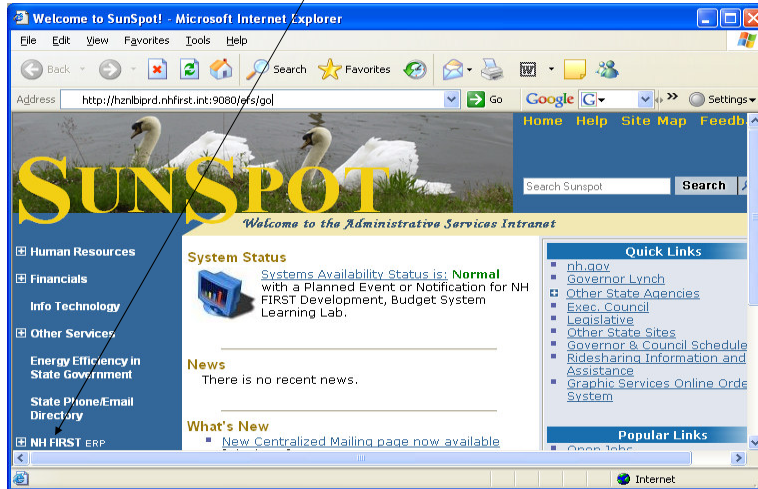 Welcome to SunSpot! - Microsoft Internet Explorer
File Edit View Favorites Tools Help
Back Search Favorites
Address http://hznlbiprd.nhfirst.int:9080/efs/go Go Google Settings
Home Help Site Map Feedb
SUNSPOT
Search Sunspot Search
Welcome to the Administrative Services Intranet
Human Resources
Financials
Info Technology
Other Services
Energy Efficiency in
State Government
State Phone/Email
Directory
NH FIRST ERP
System Status
Systems Availability Status is: Normal
with a Planned Event or Notification for NH
FIRST Development, Budget System
Learning Lab.
News
There is no recent news.
What's New
New Centralized Mailing page now available
Quick Links
nh.gov
Governor Lynch
Other State Agencies
Exec. Council
Legislative
Other State Sites
Governor & Council Schedule
Ridesharing Information and
Assistance
Graphic Services Online Orde
System
Popular Links
Open Jobs
Internet